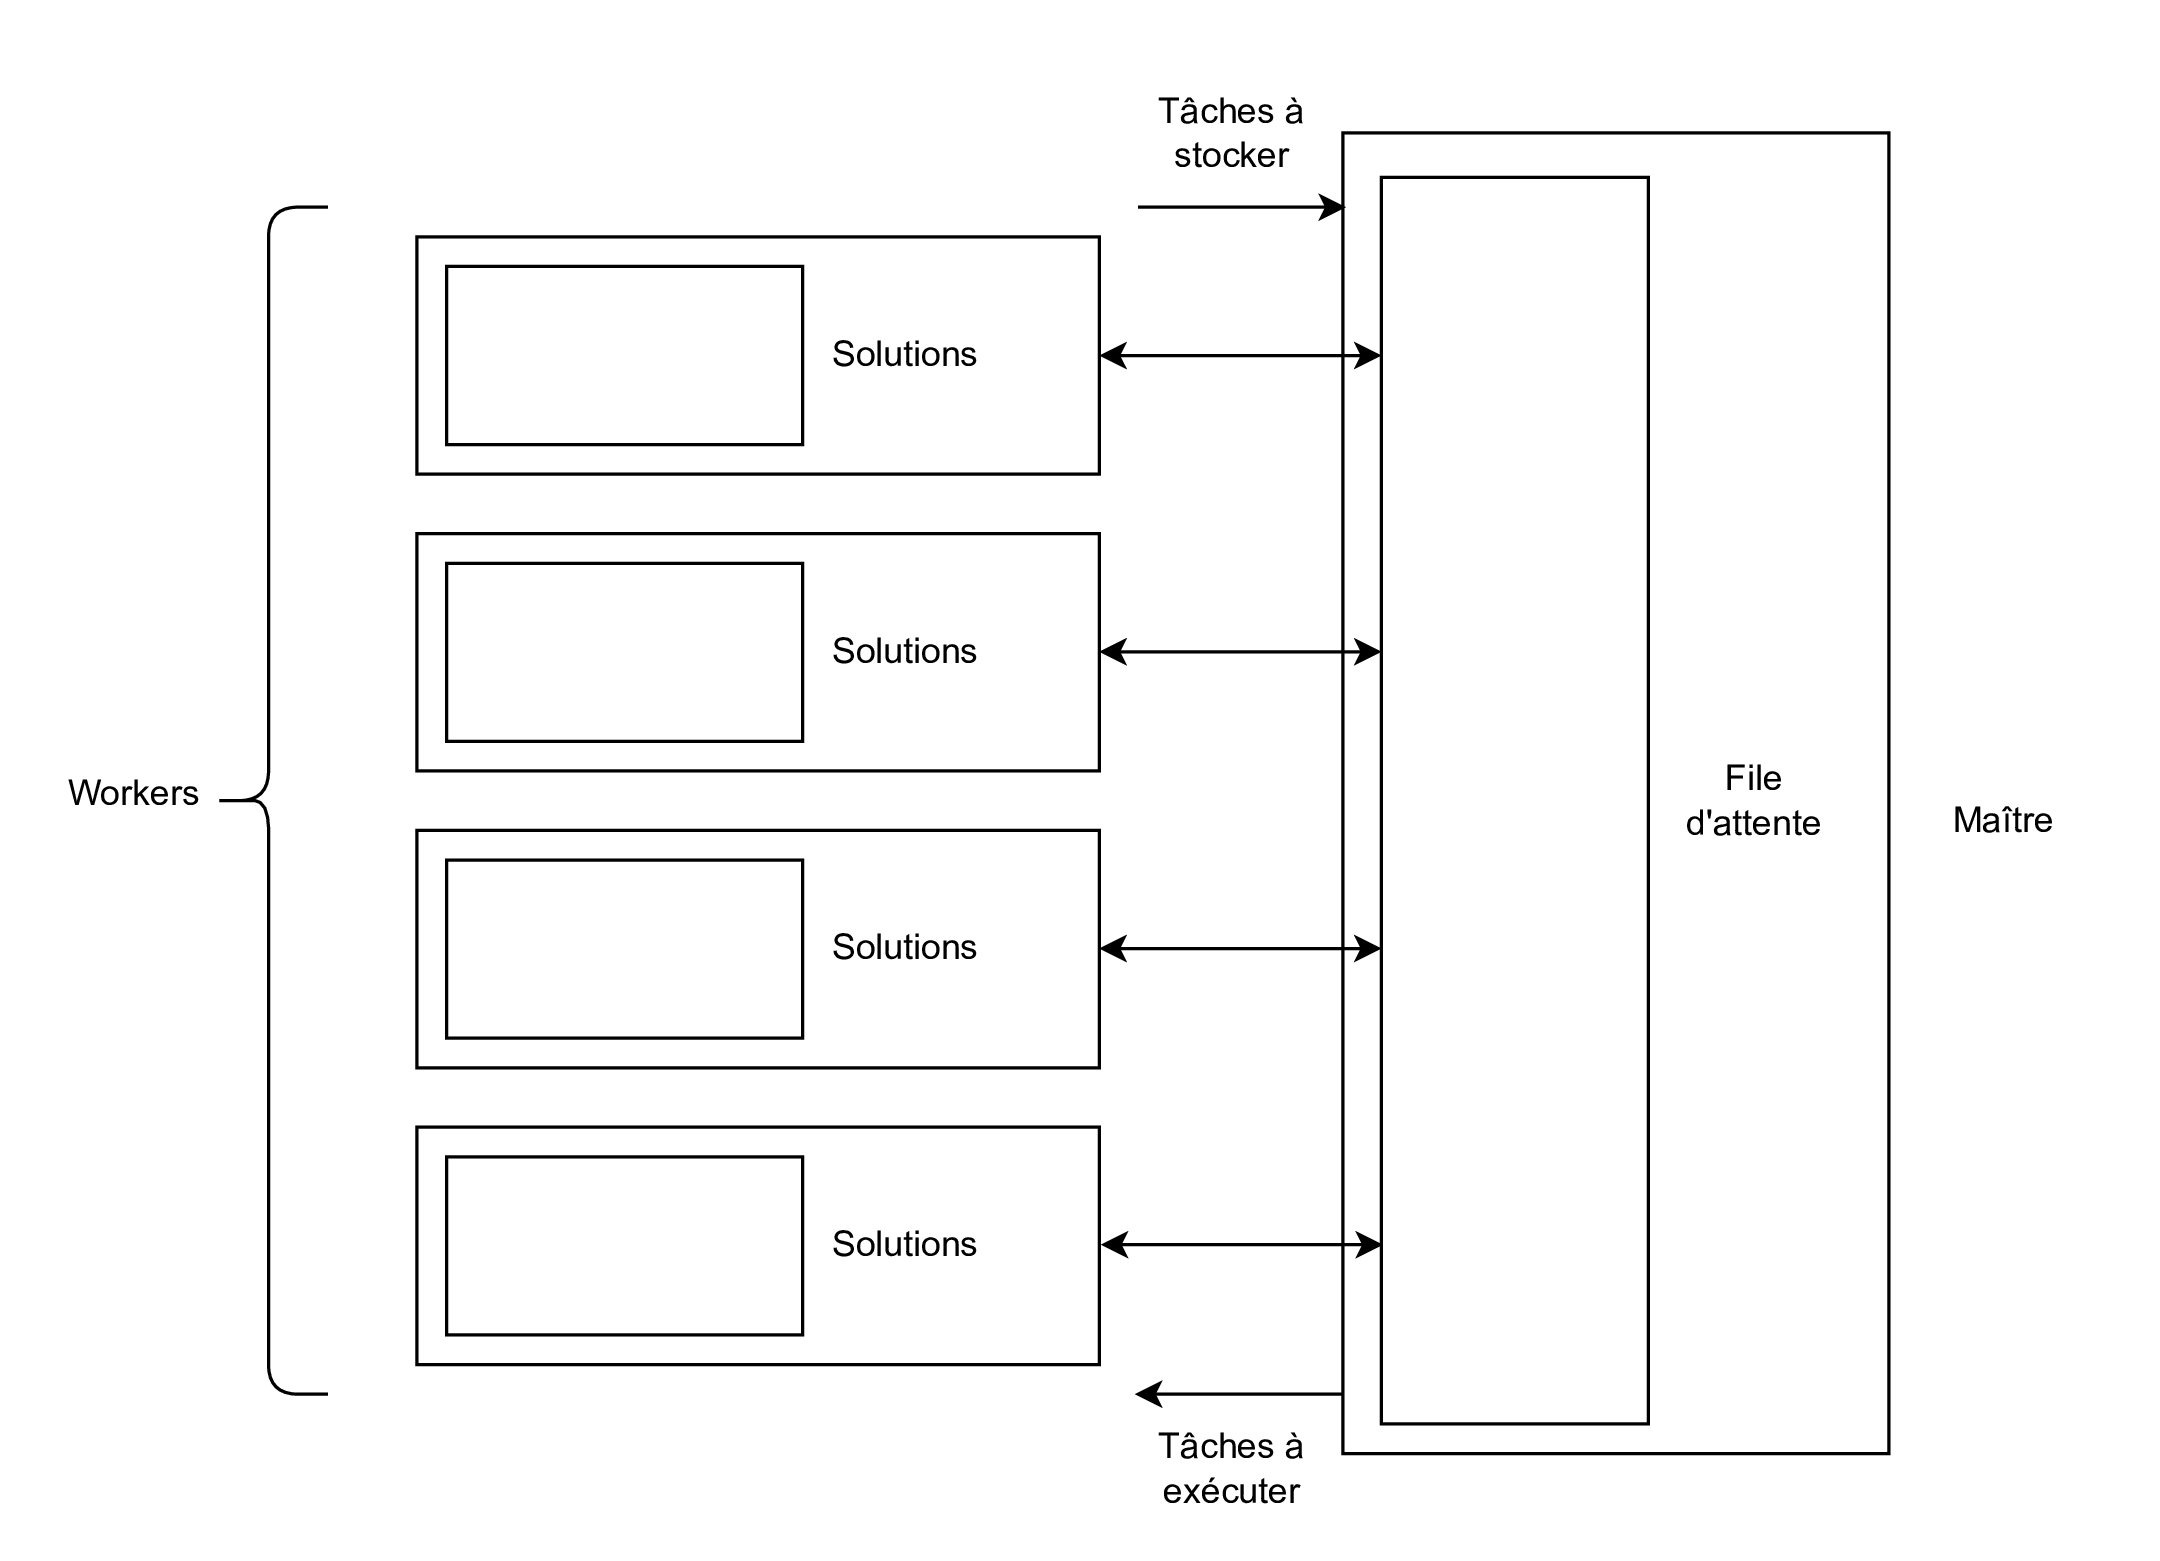 Tâches à
stocker
Solutions
Solutions
Workers
File
d'attente
Maître
Solutions
Solutions
Tâches à
exécuter